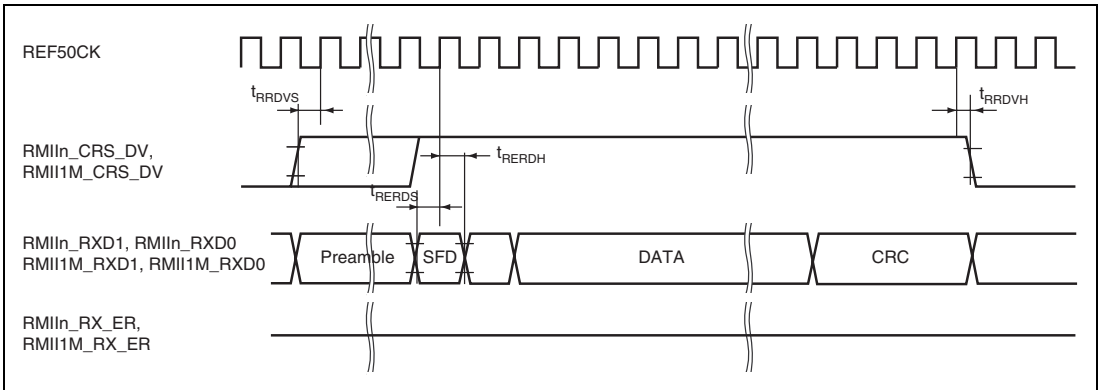 REF50CK
tRRDVS
tRRDVH
RMIIn_CRS_DV,
RMII1M_CRS_DV
tRERDH
tRERDS
RMIIn_RXD1, RMIIn_RXD0
RMII1M_RXD1, RMII1M_RXD0
Preamble
SFD
DATA
CRC
RMIIn_RX_ER,
RMII1M_RX_ER